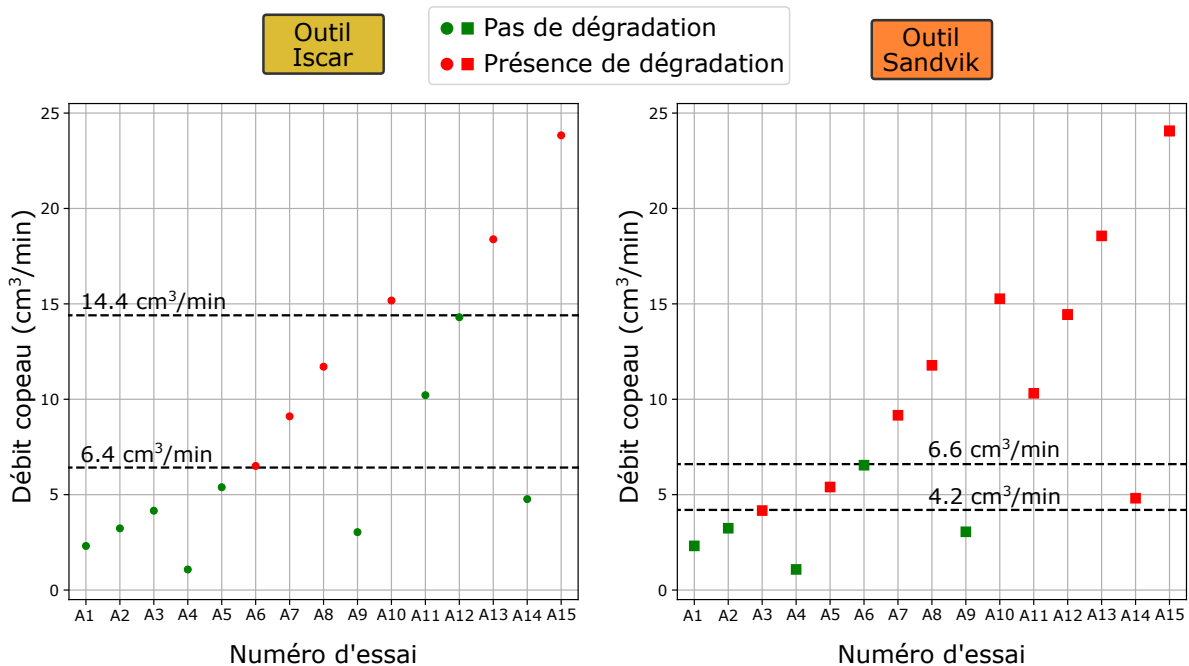 Outil
Iscar
Pas de dégradation
Présence de dégradation
Outil
Sandvik
Débit copeau (cm³/min)
25
20
15
10
5
0
14.4 cm³/min
6.4 cm³/min
A1 A2 A3 A4 A5 A6 A7 A8 A9 A10 A11 A12 A13 A14 A15
Numéro d'essai
Débit copeau (cm³/min)
25
20
15
10
5
0
6.6 cm³/min
4.2 cm³/min
A1 A2 A3 A4 A5 A6 A7 A8 A9 A10 A11 A12 A13 A14 A15
Numéro d'essai